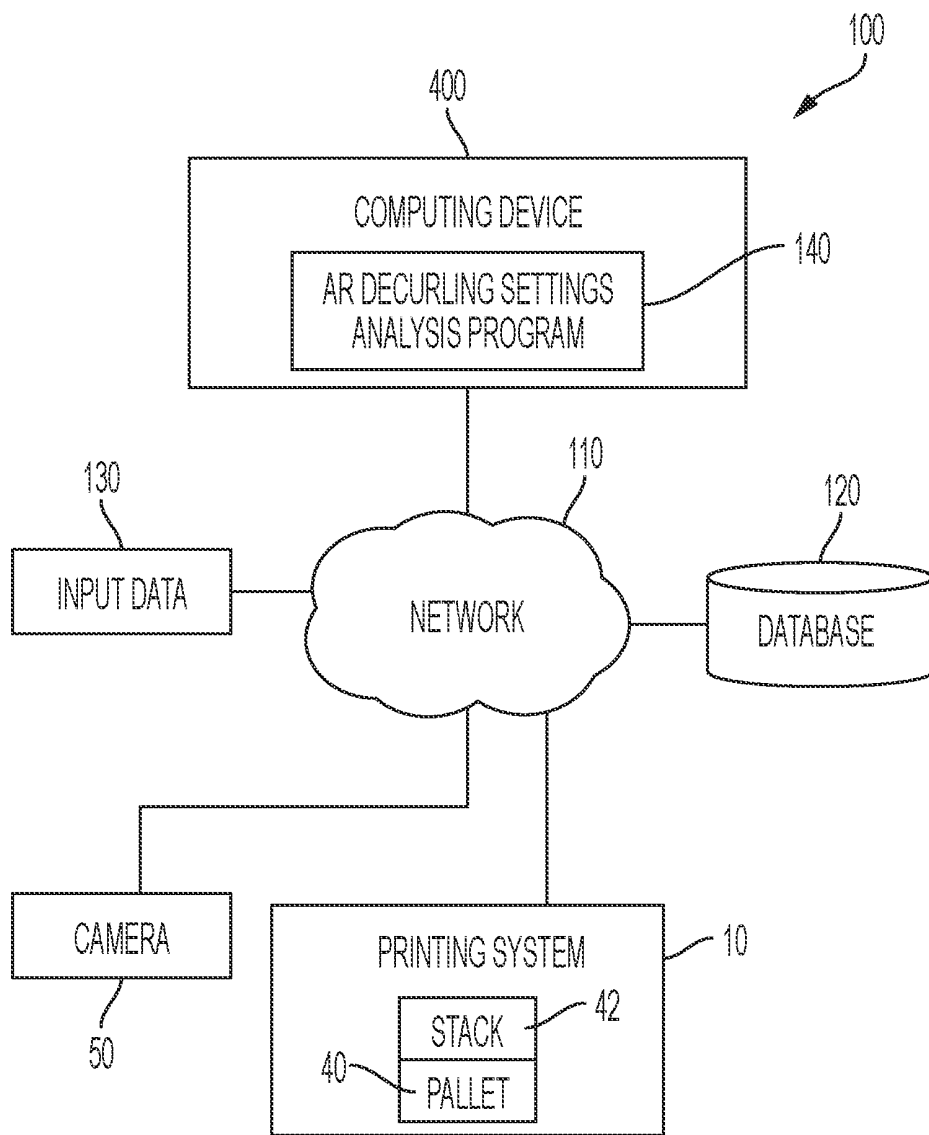 100
400
COMPUTING DEVICE
140
AR DECURLING SETTINGS
ANALYSIS PROGRAM
110
130
120
INPUT DATA
NETWORK
DATABASE
CAMERA
50
PRINTING SYSTEM
10
STACK
42
40
PALLET